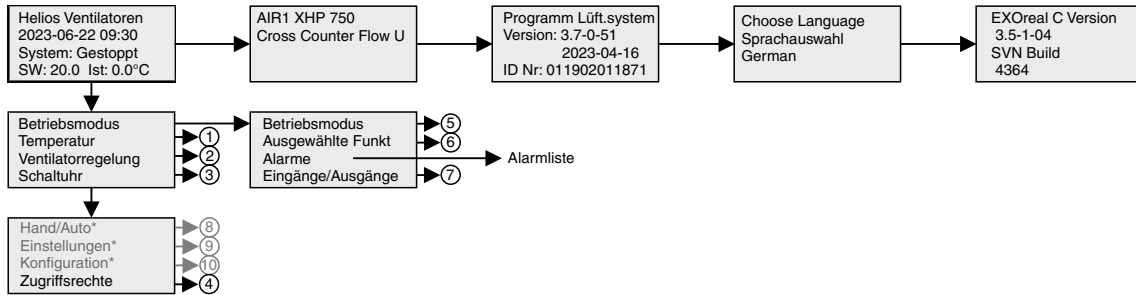 Helios Ventilatoren
2023-06-22 09:30
System: Gestoppt
SW: 20.0 Ist: 0.0°C
AIR1 XHP 750
Cross Counter Flow U
Programm Lüft.system
Version: 3.7-0-51
2023-04-16
ID Nr: 011902011871
Choose Language
Sprachauswahl
German
EXOreal C Version
3.5-1-04
SVN Build
4364
Betriebsmodus
Temperatur 1
Ventilatorregelung 2
Schaltuhr 3
Betriebsmodus 5
Ausgewählte Funkt 6
Alarme Alarmliste
Eingänge/Ausgänge 7
Hand/Auto* 8
Einstellungen* 9
Konfiguration* 10
Zugriffsrechte 4